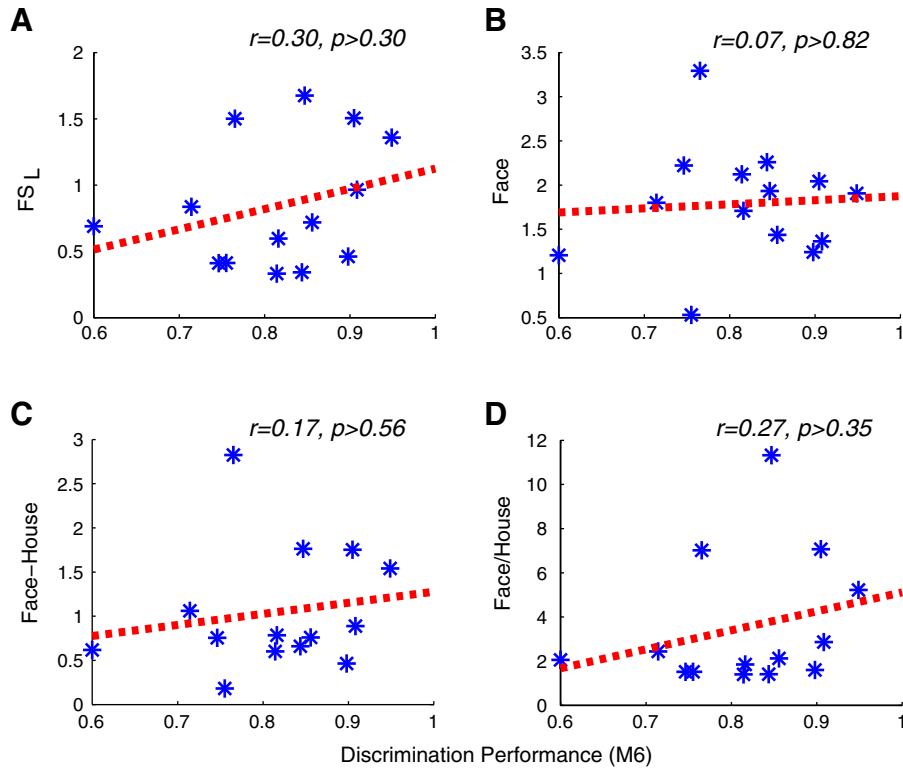 A
r=0.30, p>0.30
FS_L
2
1.5
1
0.5
0
0.6 0.7 0.8 0.9 1
B
r=0.07, p>0.82
Face
3.5
3
2.5
2
1.5
1
0.5
0.6 0.7 0.8 0.9 1
C
r=0.17, p>0.56
Face−House
3
2.5
2
1.5
1
0.5
0
0.6 0.7 0.8 0.9 1
D
r=0.27, p>0.35
Face/House
12
10
8
6
4
2
0
0.6 0.7 0.8 0.9 1
Discrimination Performance (M6)